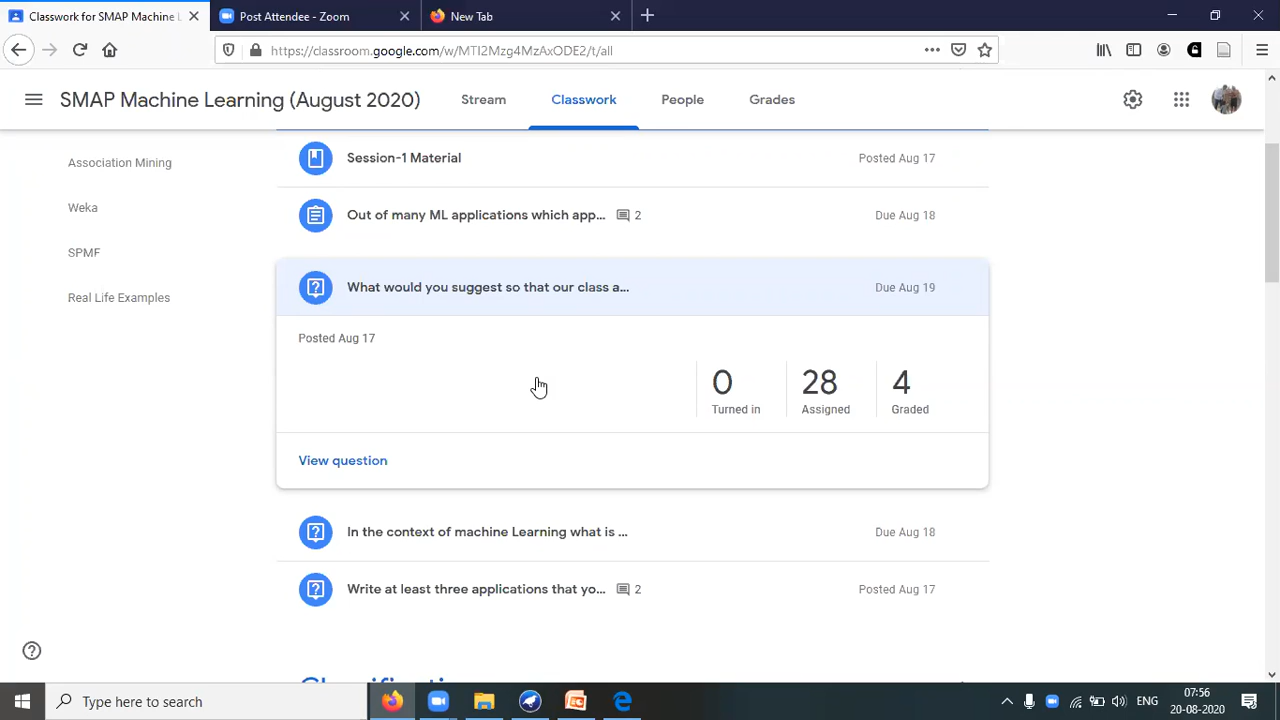 Classwork for SMAP Machine L
Post Attendee - Zoom
New Tab
https://classroom.google.com/w/MTI2Mzg4MzAxODE2/t/all
SMAP Machine Learning (August 2020)
Stream
Classwork
People
Grades
Association Mining
Weka
SPMF
Real Life Examples
Session-1 Material
Posted Aug 17
Out of many ML applications which app...
2
Due Aug 18
What would you suggest so that our class a...
Due Aug 19
Posted Aug 17
0
Turned in
28
Assigned
4
Graded
View question
In the context of machine Learning what is ...
Due Aug 18
Write at least three applications that yo...
2
Posted Aug 17
Type here to search
ENG
07:56
20-08-2020